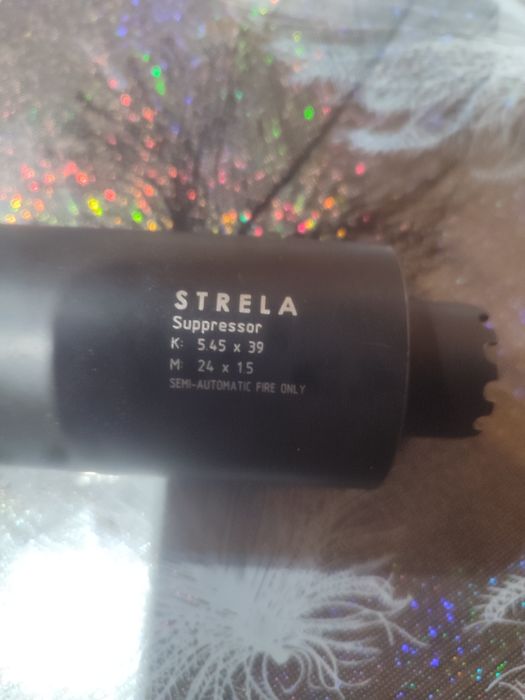 STRELA
Suppressor
K: 5.45 x 39
M: 24 x 1.5
SEMI-AUTOMATIC FIRE ONLY